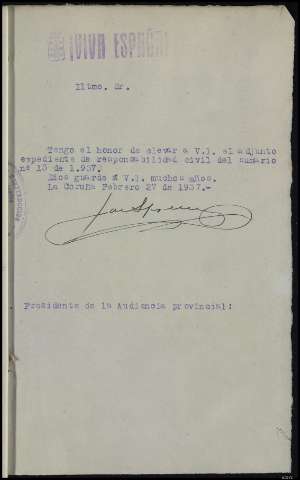 ¡VIVA ESPAÑA!
Iltmo. Sr.
Tengo el honor de elevar a V.I. el adjunto
expediente de responsabilidad civil del sumario
nº 10 de 1.937.
Dios guarde a V.I. muchos años.
La Coruña Febrero 27 de 1937.-
Presidente de la Audiencia provincial: